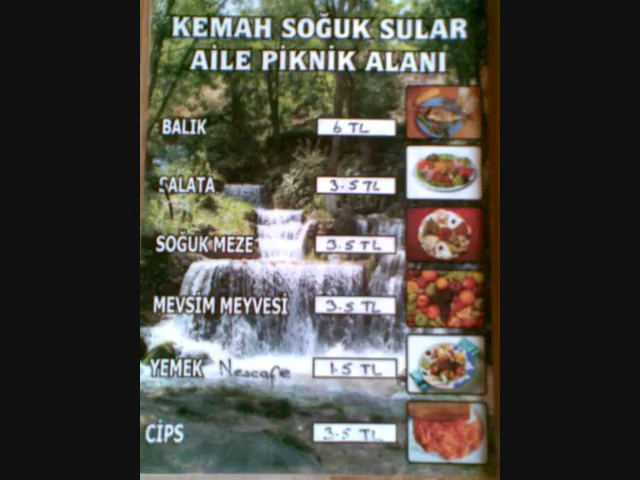 KEMAH SOĞUK SULAR
AİLE PİKNİK ALANI
BALIK 6 TL
SALATA 3.5 TL
SOĞUK MEZE 3.5 TL
MEVSİM MEYVESİ 3.5 TL
YEMEK Nescafe 1.5 TL
CİPS 3.5 TL